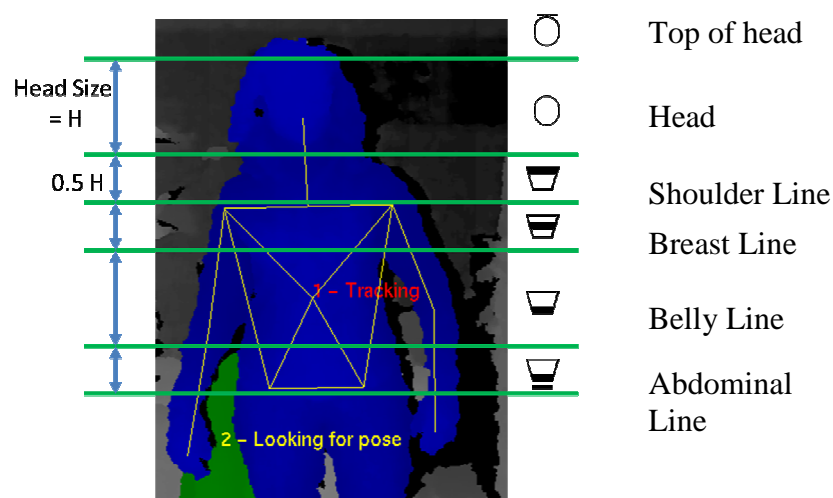 Top of head
Head Size
= H
Head
0.5 H
Shoulder Line
Breast Line
1 - Tracking
Belly Line
Abdominal
Line
2 - Looking for pose